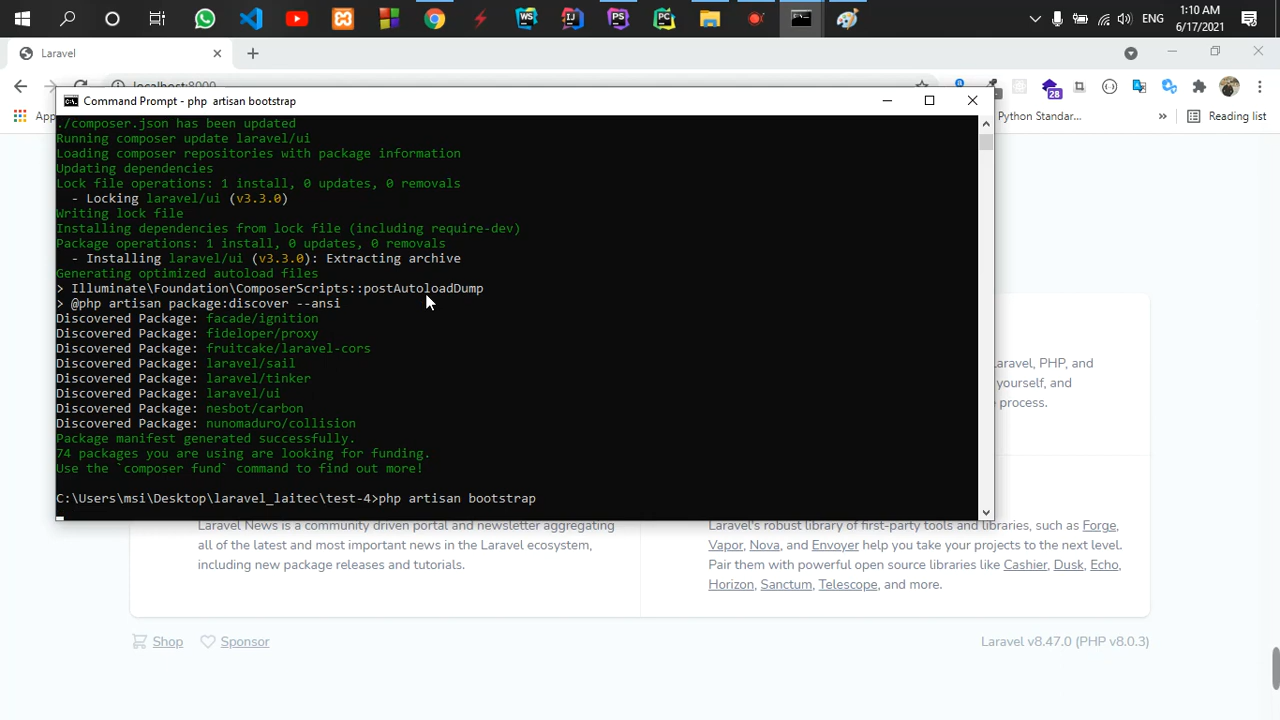 1:10 AM
ENG
6/17/2021
Laravel
localhost:8000
Command Prompt - php  artisan bootstrap
28
Python Standar...
»
Reading list
./composer.json has been updated
Running composer update laravel/ui
Loading composer repositories with package information
Updating dependencies
Lock file operations: 1 install, 0 updates, 0 removals
- Locking laravel/ui (v3.3.0)
Writing lock file
Installing dependencies from lock file (including require-dev)
Package operations: 1 install, 0 updates, 0 removals
- Installing laravel/ui (v3.3.0): Extracting archive
Generating optimized autoload files
> Illuminate\Foundation\ComposerScripts::postAutoloadDump
> @php artisan package:discover --ansi
Discovered Package: facade/ignition
Discovered Package: fideloper/proxy
Discovered Package: fruitcake/laravel-cors
Discovered Package: laravel/sail
Discovered Package: laravel/tinker
Discovered Package: laravel/ui
Discovered Package: nesbot/carbon
Discovered Package: nunomaduro/collision
Package manifest generated successfully.
74 packages you are using are looking for funding.
Use the `composer fund` command to find out more!
C:\Users\msi\Desktop\laravel_laitec\test-4>php artisan bootstrap
aravel, PHP, and
yourself, and
process.
Laravel News is a community driven portal and newsletter aggregating
all of the latest and most important news in the Laravel ecosystem,
including new package releases and tutorials.
Laravel's robust library of first-party tools and libraries, such as Forge,
Vapor, Nova, and Envoyer help you take your projects to the next level.
Pair them with powerful open source libraries like Cashier, Dusk, Echo,
Horizon, Sanctum, Telescope, and more.
Shop
Sponsor
Laravel v8.47.0 (PHP v8.0.3)